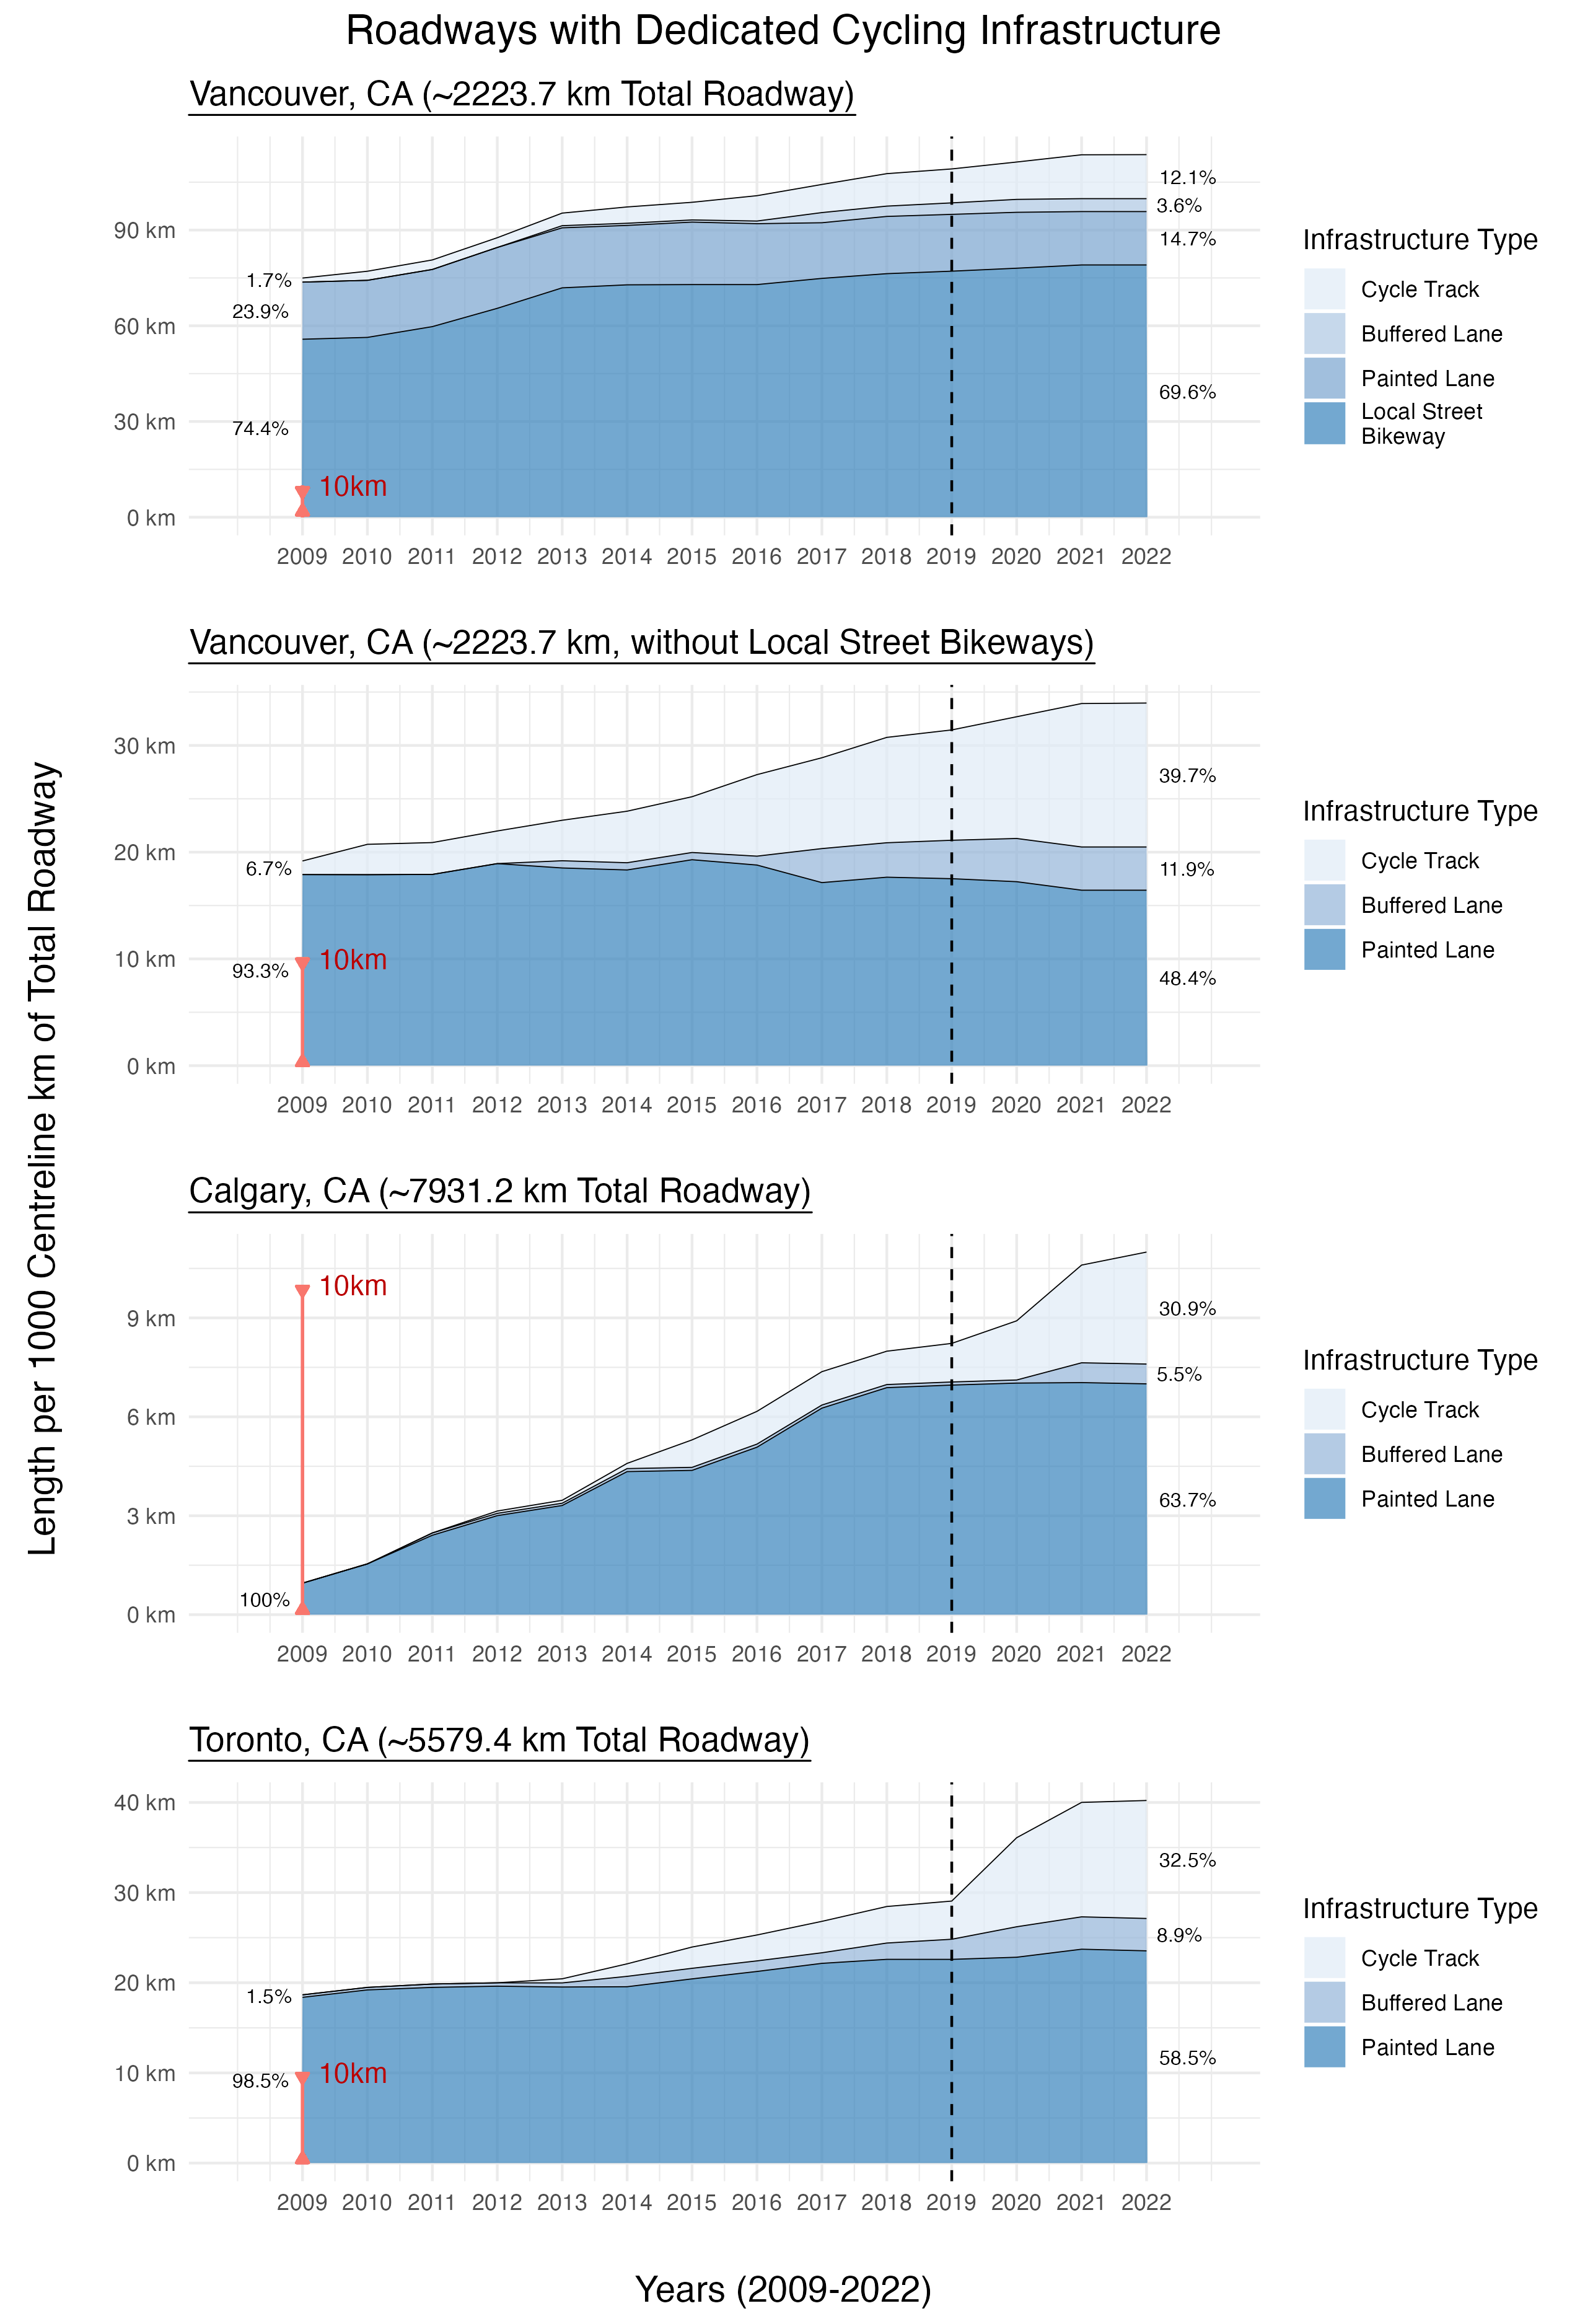 Roadways with Dedicated Cycling Infrastructure
Length per 1000 Centreline km of Total Roadway
Vancouver, CA (~2223.7 km Total Roadway)
90 km
60 km
30 km
0 km
1.7%
23.9%
74.4%
10km
12.1%
3.6%
14.7%
69.6%
2009 2010 2011 2012 2013 2014 2015 2016 2017 2018 2019 2020 2021 2022
Infrastructure Type
Cycle Track
Buffered Lane
Painted Lane
Local Street
Bikeway
Vancouver, CA (~2223.7 km, without Local Street Bikeways)
30 km
20 km
10 km
0 km
6.7%
93.3%
10km
39.7%
11.9%
48.4%
2009 2010 2011 2012 2013 2014 2015 2016 2017 2018 2019 2020 2021 2022
Infrastructure Type
Cycle Track
Buffered Lane
Painted Lane
Calgary, CA (~7931.2 km Total Roadway)
9 km
6 km
3 km
0 km
10km
100%
30.9%
5.5%
63.7%
2009 2010 2011 2012 2013 2014 2015 2016 2017 2018 2019 2020 2021 2022
Infrastructure Type
Cycle Track
Buffered Lane
Painted Lane
Toronto, CA (~5579.4 km Total Roadway)
40 km
30 km
20 km
10 km
0 km
1.5%
98.5%
10km
32.5%
8.9%
58.5%
2009 2010 2011 2012 2013 2014 2015 2016 2017 2018 2019 2020 2021 2022
Infrastructure Type
Cycle Track
Buffered Lane
Painted Lane
Years (2009-2022)